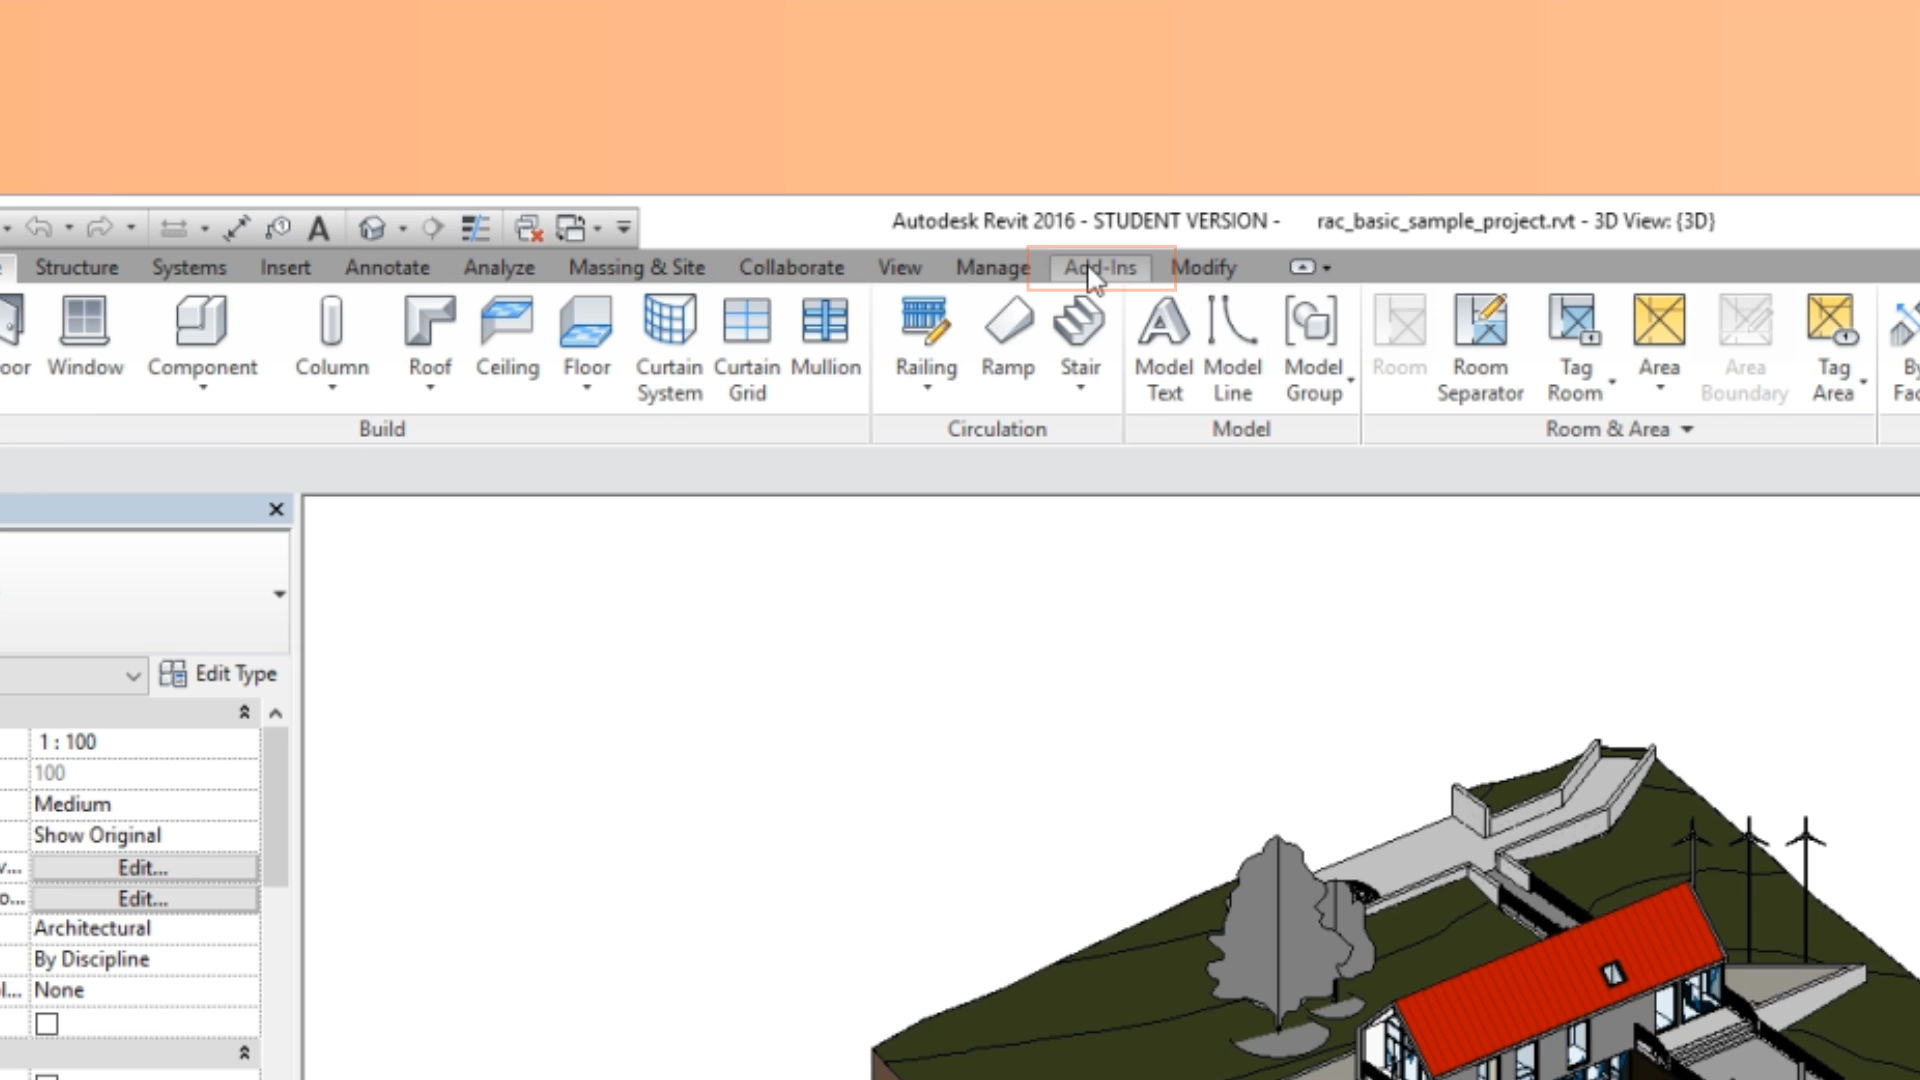 A
Autodesk Revit 2016 - STUDENT VERSION - rac_basic_sample_project.rvt - 3D View: {3D}
Structure Systems Insert Annotate Analyze Massing & Site Collaborate View Manage Add-Ins Modify
oor Window Component Column Roof Ceiling Floor Curtain System Curtain Grid Mullion Railing Ramp Stair Model Text Model Line Model Group Room Room Separator Tag Room Area Area Boundary Tag Area By Fac
Build Circulation Model Room & Area
Edit Type
1 : 100
100
Medium
Show Original
v... Edit...
o... Edit...
Architectural
By Discipline
l... None